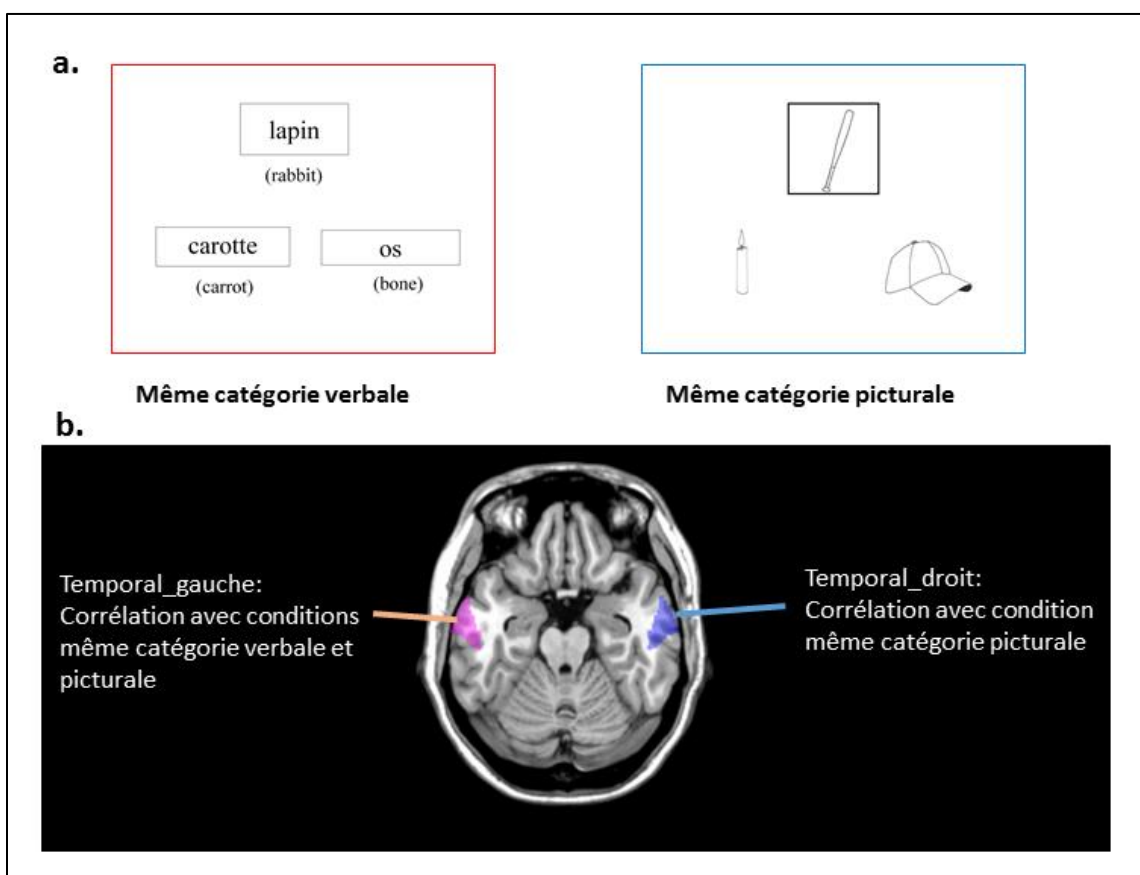 a.
lapin
(rabbit)
carotte
os
(carrot)
(bone)
Même catégorie verbale
Même catégorie picturale
b.
Temporal_gauche:
Corrélation avec conditions
même catégorie verbale et
picturale
Temporal_droit:
Corrélation avec condition
même catégorie picturale